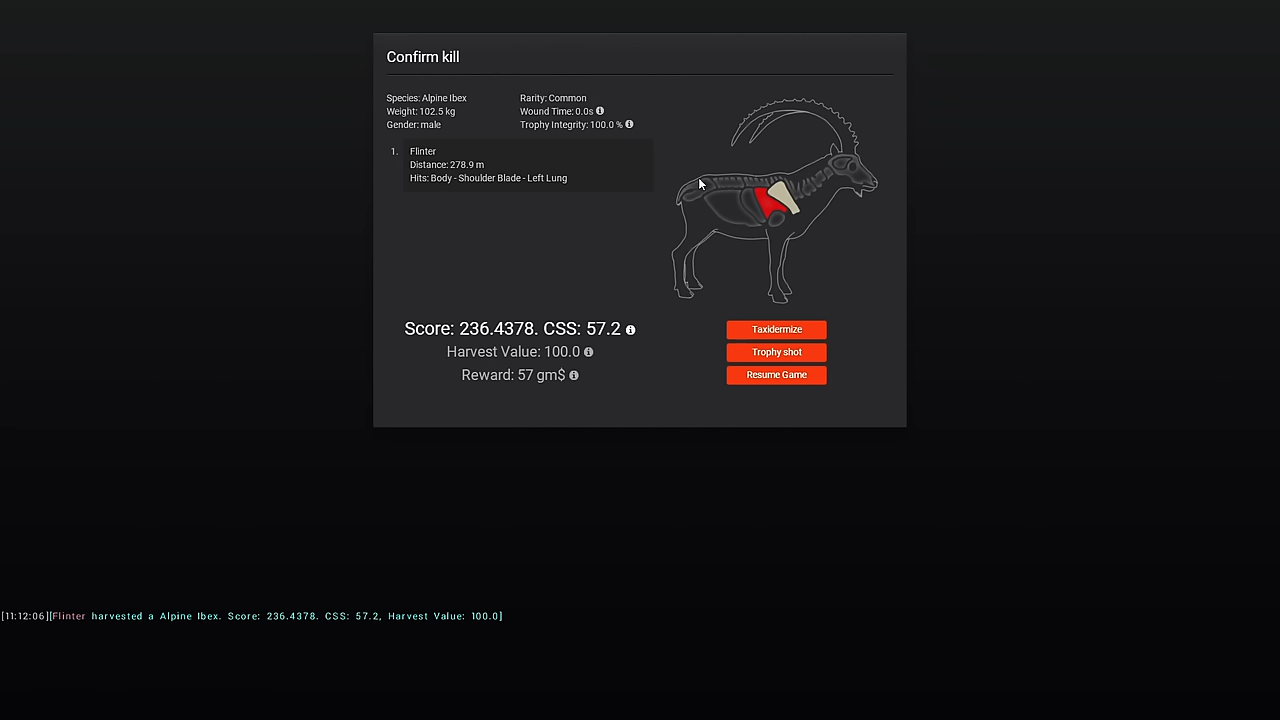 Confirm kill
Species: Alpine Ibex
Rarity: Common
Weight: 102.5 kg
Wound Time: 0.0s
Gender: male
Trophy Integrity: 100.0 %
1. Flinter
Distance: 278.9 m
Hits: Body - Shoulder Blade - Left Lung
Score: 236.4378. CSS: 57.2
Harvest Value: 100.0
Reward: 57 gm$
Taxidermize
Trophy shot
Resume Game
[11:12:06][Flinter harvested a Alpine Ibex. Score: 236.4378. CSS: 57.2, Harvest Value: 100.0]